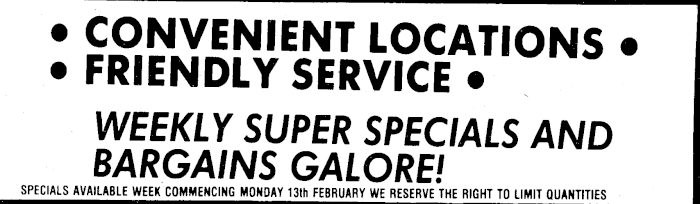 • CONVENIENT LOCATIONS •
• FRIENDLY SERVICE •
WEEKLY SUPER SPECIALS AND
BARGAINS GALORE!
SPECIALS AVAILABLE WEEK COMMENCING MONDAY 13th FEBRUARY WE RESERVE THE RIGHT TO LIMIT QUANTITIES